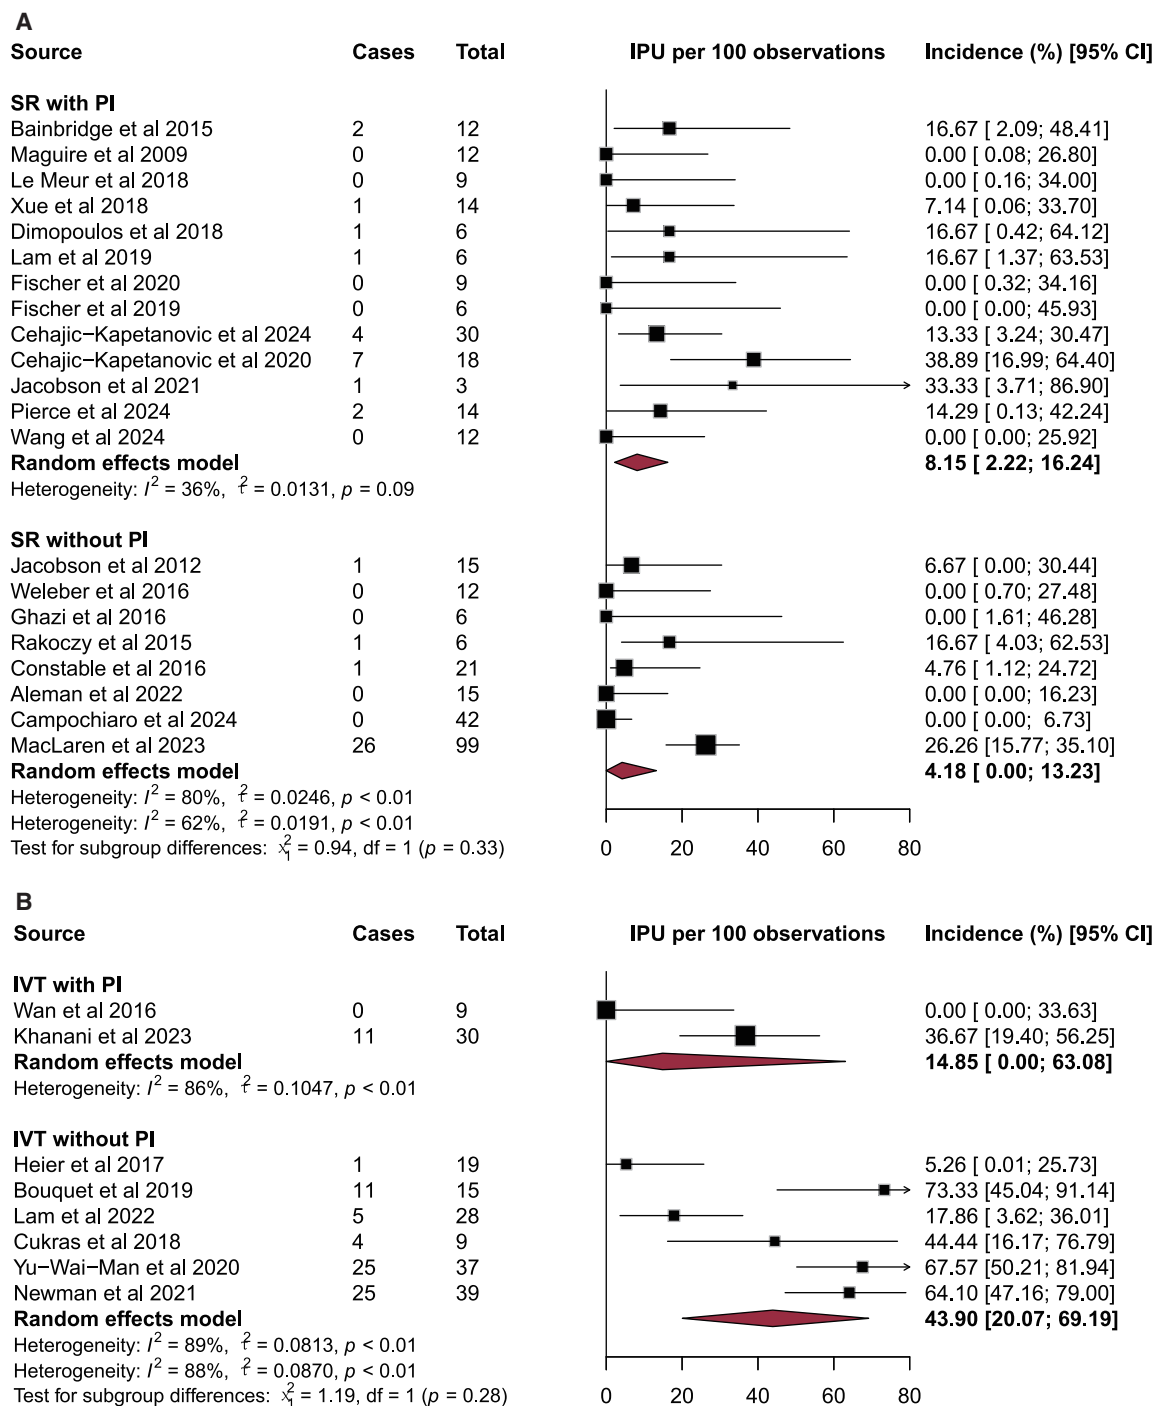 A
Source Cases Total IPU per 100 observations Incidence (%) [95% CI]
SR with PI
Bainbridge et al 2015 2 12 16.67 [ 2.09; 48.41]
Maguire et al 2009 0 12 0.00 [ 0.08; 26.80]
Le Meur et al 2018 0 9 0.00 [ 0.16; 34.00]
Xue et al 2018 1 14 7.14 [ 0.06; 33.70]
Dimopoulos et al 2018 1 6 16.67 [ 0.42; 64.12]
Lam et al 2019 1 6 16.67 [ 1.37; 63.53]
Fischer et al 2020 0 9 0.00 [ 0.32; 34.16]
Fischer et al 2019 0 6 0.00 [ 0.00; 45.93]
Cehajic−Kapetanovic et al 2024 4 30 13.33 [ 3.24; 30.47]
Cehajic−Kapetanovic et al 2020 7 18 38.89 [16.99; 64.40]
Jacobson et al 2021 1 3 33.33 [ 3.71; 86.90]
Pierce et al 2024 2 14 14.29 [ 0.13; 42.24]
Wang et al 2024 0 12 0.00 [ 0.00; 25.92]
Random effects model 8.15 [ 2.22; 16.24]
Heterogeneity: I² = 36%, τ² = 0.0131, p = 0.09
SR without PI
Jacobson et al 2012 1 15 6.67 [ 0.00; 30.44]
Weleber et al 2016 0 12 0.00 [ 0.70; 27.48]
Ghazi et al 2016 0 6 0.00 [ 1.61; 46.28]
Rakoczy et al 2015 1 6 16.67 [ 4.03; 62.53]
Constable et al 2016 1 21 4.76 [ 1.12; 24.72]
Aleman et al 2022 0 15 0.00 [ 0.00; 16.23]
Campochiaro et al 2024 0 42 0.00 [ 0.00; 6.73]
MacLaren et al 2023 26 99 26.26 [15.77; 35.10]
Random effects model 4.18 [ 0.00; 13.23]
Heterogeneity: I² = 80%, τ² = 0.0246, p < 0.01
Heterogeneity: I² = 62%, τ² = 0.0191, p < 0.01
Test for subgroup differences: χ²₁ = 0.94, df = 1 (p = 0.33)
0 20 40 60 80
B
Source Cases Total IPU per 100 observations Incidence (%) [95% CI]
IVT with PI
Wan et al 2016 0 9 0.00 [ 0.00; 33.63]
Khanani et al 2023 11 30 36.67 [19.40; 56.25]
Random effects model 14.85 [ 0.00; 63.08]
Heterogeneity: I² = 86%, τ² = 0.1047, p < 0.01
IVT without PI
Heier et al 2017 1 19 5.26 [ 0.01; 25.73]
Bouquet et al 2019 11 15 73.33 [45.04; 91.14]
Lam et al 2022 5 28 17.86 [ 3.62; 36.01]
Cukras et al 2018 4 9 44.44 [16.17; 76.79]
Yu−Wai−Man et al 2020 25 37 67.57 [50.21; 81.94]
Newman et al 2021 25 39 64.10 [47.16; 79.00]
Random effects model 43.90 [20.07; 69.19]
Heterogeneity: I² = 89%, τ² = 0.0813, p < 0.01
Heterogeneity: I² = 88%, τ² = 0.0870, p < 0.01
Test for subgroup differences: χ²₁ = 1.19, df = 1 (p = 0.28)
0 20 40 60 80